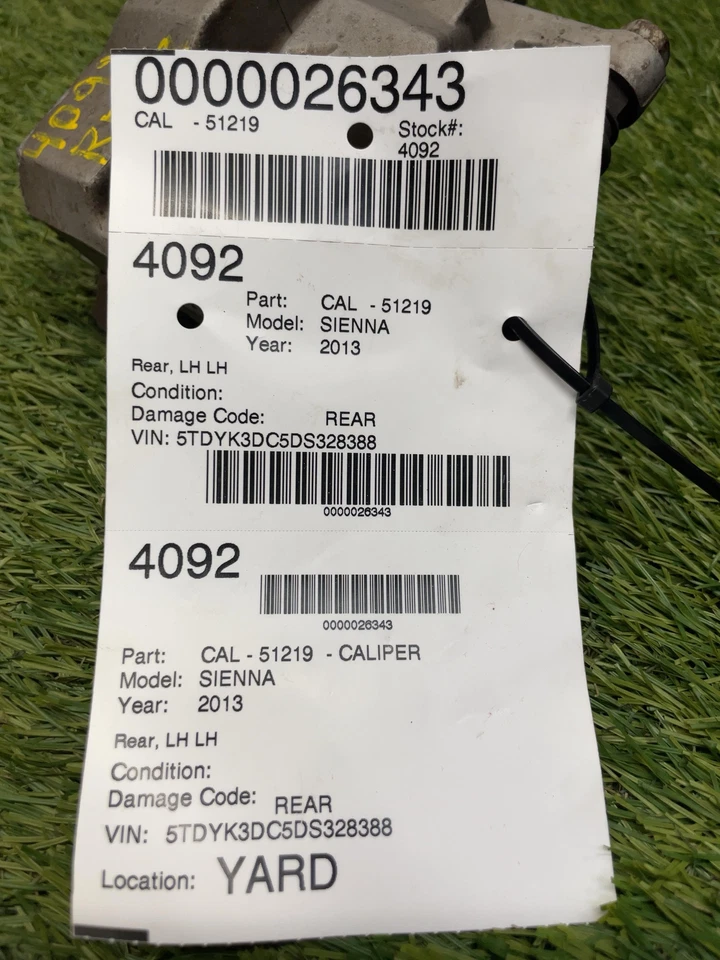 4092
0000026343
CAL - 51219
Stock#:
4092
4092
Part: CAL - 51219
Model: SIENNA
Year: 2013
Rear, LH LH
Condition:
Damage Code: REAR
VIN: 5TDYK3DC5DS328388
0000026343
4092
0000026343
Part: CAL - 51219 - CALIPER
Model: SIENNA
Year: 2013
Rear, LH LH
Condition:
Damage Code: REAR
VIN: 5TDYK3DC5DS328388
Location: YARD